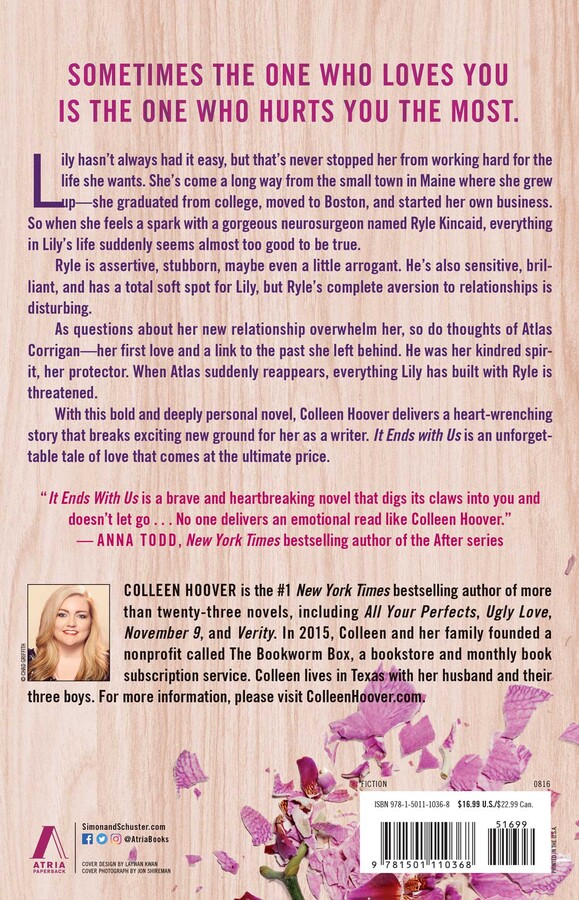 SOMETIMES THE ONE WHO LOVES YOU
IS THE ONE WHO HURTS YOU THE MOST.
Lily hasn't always had it easy, but that's never stopped her from working hard for the
life she wants. She's come a long way from the small town in Maine where she grew
up—she graduated from college, moved to Boston, and started her own business.
So when she feels a spark with a gorgeous neurosurgeon named Ryle Kincaid, everything
in Lily's life suddenly seems almost too good to be true.
Ryle is assertive, stubborn, maybe even a little arrogant. He's also sensitive, bril-
liant, and has a total soft spot for Lily, but Ryle's complete aversion to relationships is
disturbing.
As questions about her new relationship overwhelm her, so do thoughts of Atlas
Corrigan—her first love and a link to the past she left behind. He was her kindred spir-
it, her protector. When Atlas suddenly reappears, everything Lily has built with Ryle is
threatened.
With this bold and deeply personal novel, Colleen Hoover delivers a heart-wrenching
story that breaks exciting new ground for her as a writer. It Ends with Us is an unforget-
table tale of love that comes at the ultimate price.
"It Ends With Us is a brave and heartbreaking novel that digs its claws into you and
doesn't let go . . . No one delivers an emotional read like Colleen Hoover."
— ANNA TODD, New York Times bestselling author of the After series
COLLEEN HOOVER is the #1 New York Times bestselling author of more
than twenty-three novels, including All Your Perfects, Ugly Love,
November 9, and Verity. In 2015, Colleen and her family founded a
nonprofit called The Bookworm Box, a bookstore and monthly book
subscription service. Colleen lives in Texas with her husband and their
three boys. For more information, please visit ColleenHoover.com.
© CHAD GRIFFITH
FICTION 0816
ISBN 978-1-5011-1036-8 $16.99 U.S./$22.99 Can.
51699
9 781501 110368
PRINTED IN THE U.S.A.
SimonandSchuster.com
@AtriaBooks
ATRIA
PAPERBACK
COVER DESIGN BY LAYWAN KWAN
COVER PHOTOGRAPH BY JON SHIREMAN